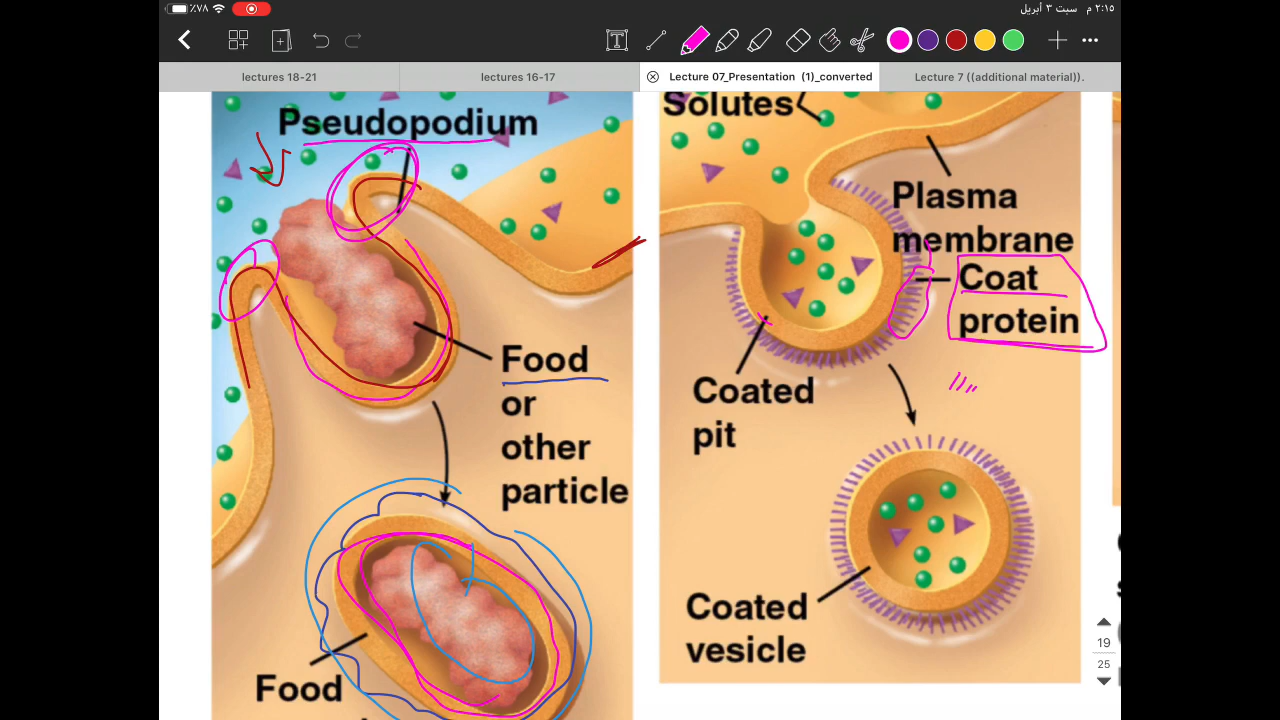 ٢:١٥ م سبت ٣ أبريل
٪٧٨
lectures 18-21
lectures 16-17
Lecture 07_Presentation (1)_converted
Lecture 7 ((additional material)).
Pseudopodium
Food
or
other
particle
Food
Solutes
Plasma
membrane
Coat
protein
Coated
pit
Coated
vesicle
19
25